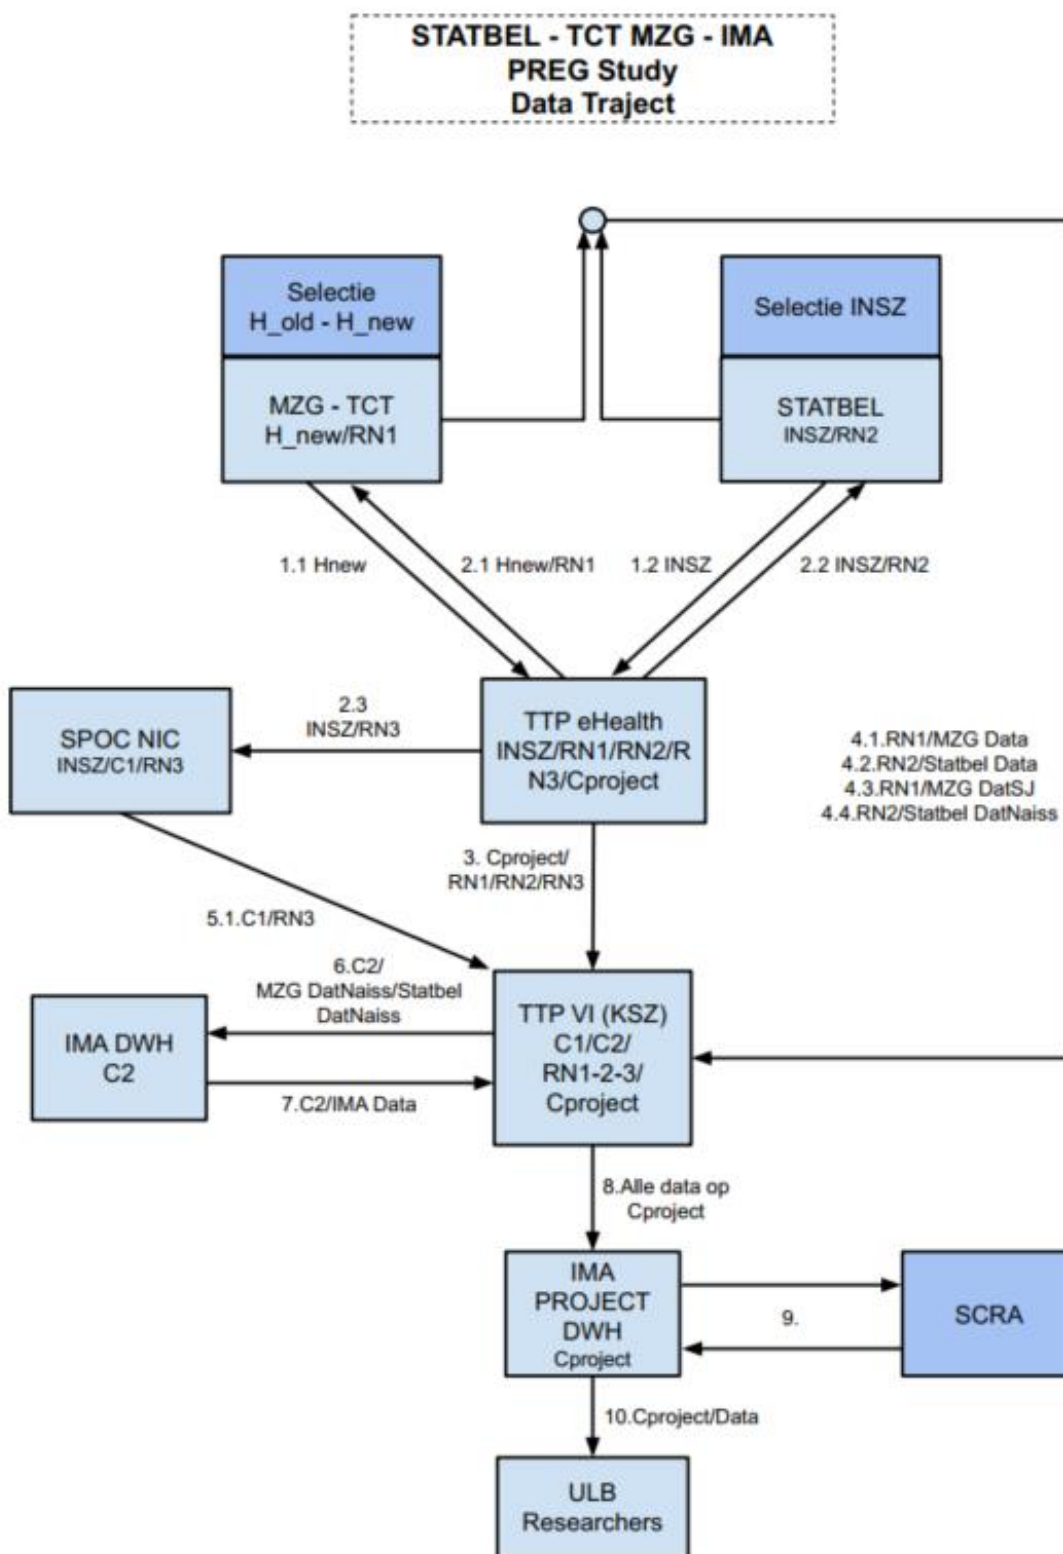 STATBEL - TCT MZG - IMA
PREG Study
Data Traject
Selectie
H_old - H_new
Selectie INSZ
MZG - TCT
H_new/RN1
STATBEL
INSZ/RN2
1.1 Hnew
2.1 Hnew/RN1
1.2 INSZ
2.2 INSZ/RN2
SPOC NIC
INSZ/C1/RN3
2.3
INSZ/RN3
TTP eHealth
INSZ/RN1/RN2/R
N3/Cproject
4.1.RN1/MZG Data
4.2.RN2/Statbel Data
4.3.RN1/MZG DatSJ
4.4.RN2/Statbel DatNaiss
3. Cproject/
RN1/RN2/RN3
5.1.C1/RN3
6.C2/
MZG DatNaiss/Statbel
DatNaiss
IMA DWH
C2
7.C2/IMA Data
TTP VI (KSZ)
C1/C2/
RN1-2-3/
Cproject
8.Alle data op
Cproject
IMA
PROJECT
DWH
Cproject
9.
SCRA
10.Cproject/Data
ULB
Researchers